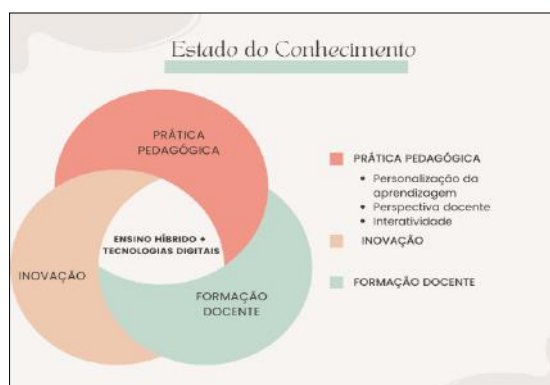 Estado do Conhecimento
PRÁTICA
PEDAGÓGICA
ENSINO HÍBRIDO +
TECNOLOGIAS DIGITAIS
INOVAÇÃO
FORMAÇÃO
DOCENTE
PRÁTICA PEDAGÓGICA
• Personalização da
aprendizagem
• Perspectiva docente
• Interatividade
INOVAÇÃO
FORMAÇÃO DOCENTE